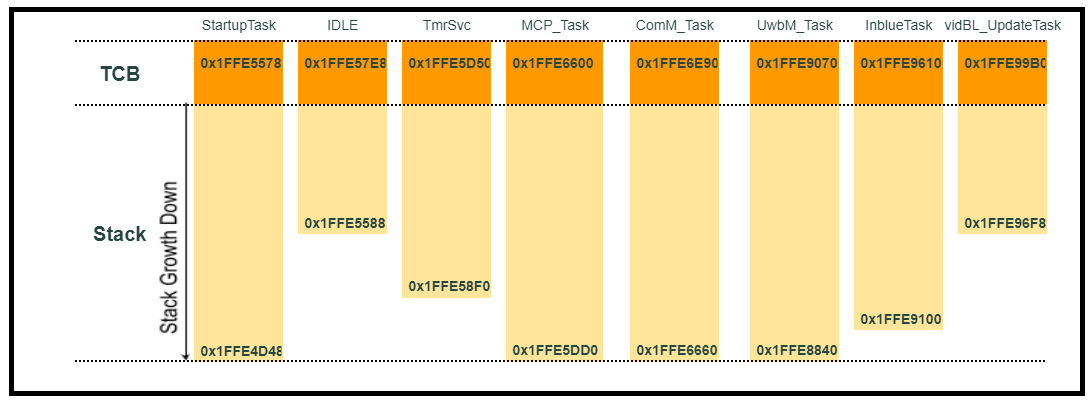 StartupTask IDLE TmrSvc MCP_Task ComM_Task UwbM_Task InblueTask vidBL_UpdateTask
TCB 0x1FFE5578 0x1FFE57E8 0x1FFE5D50 0x1FFE6600 0x1FFE6E90 0x1FFE9070 0x1FFE9610 0x1FFE99B0
Stack Growth Down
Stack 0x1FFE5588 0x1FFE96F8
0x1FFE58F0
0x1FFE9100
0x1FFE4D48 0x1FFE5DD0 0x1FFE6660 0x1FFE8840